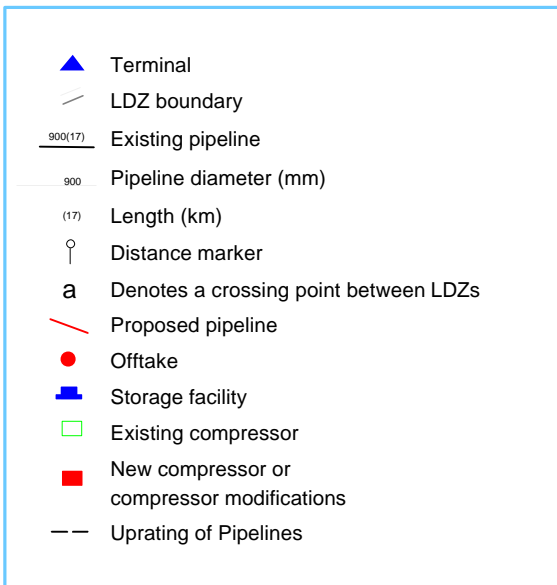 Terminal
LDZ boundary
900(17) Existing pipeline
900 Pipeline diameter (mm)
(17) Length (km)
Distance marker
a Denotes a crossing point between LDZs
Proposed pipeline
Offtake
Storage facility
Existing compressor
New compressor or
compressor modifications
Uprating of Pipelines